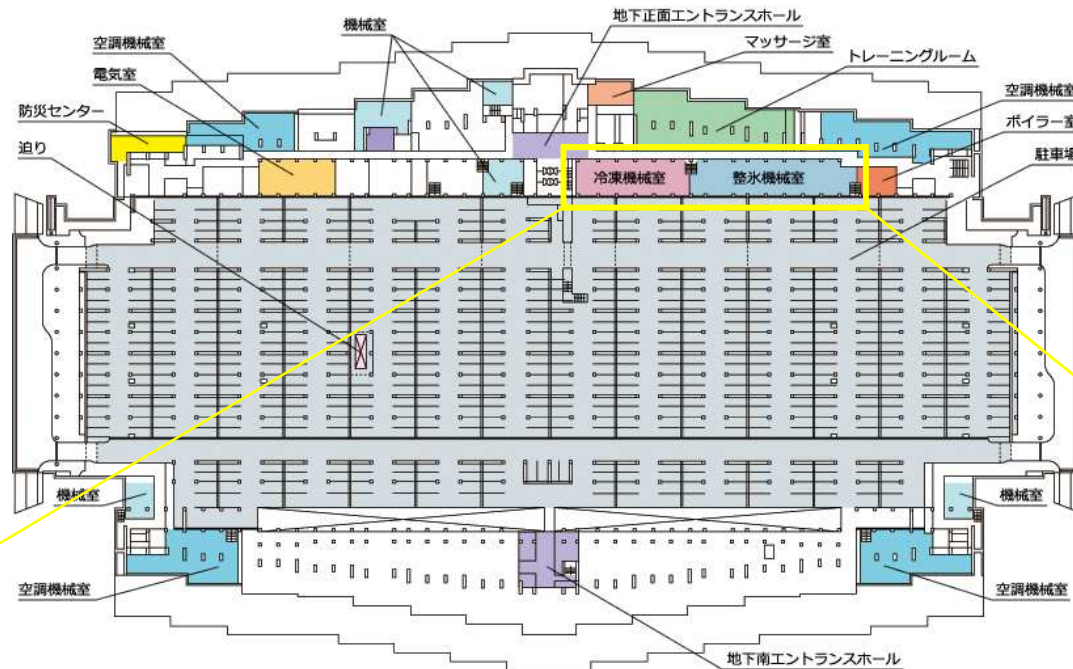 地下正面エントランスホール
機械室
マッサージ室
空調機械室
トレーニングルーム
電気室
空調機械室
防災センター
ボイラー室
迫り
駐車場
冷凍機械室
整氷機械室
機械室
機械室
空調機械室
空調機械室
地下南エントランスホール